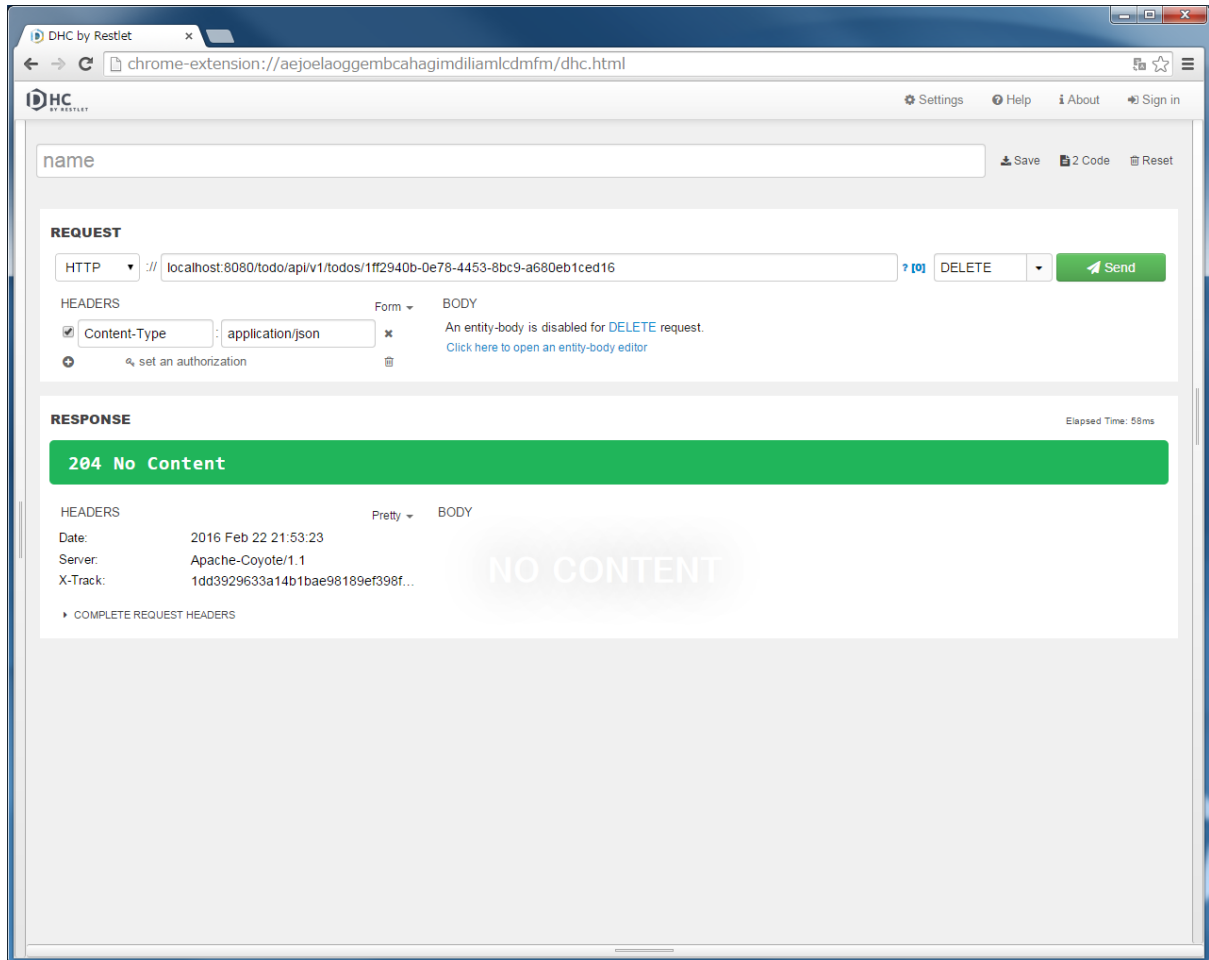 DHC by Restlet
chrome-extension://aejoelaoggembcahagimdiliamlcdmfm/dhc.html
DHC
BY RESTLET
Settings Help About Sign in
name
Save 2 Code Reset
REQUEST
HTTP :// localhost:8080/todo/api/v1/todos/1ff2940b-0e78-4453-8bc9-a680eb1ced16 ? [0] DELETE Send
HEADERS Form BODY
Content-Type : application/json An entity-body is disabled for DELETE request.
Click here to open an entity-body editor
set an authorization
RESPONSE Elapsed Time: 58ms
204 No Content
HEADERS Pretty BODY
Date: 2016 Feb 22 21:53:23
Server: Apache-Coyote/1.1
X-Track: 1dd3929633a14b1bae98189ef398f...
NO CONTENT
COMPLETE REQUEST HEADERS